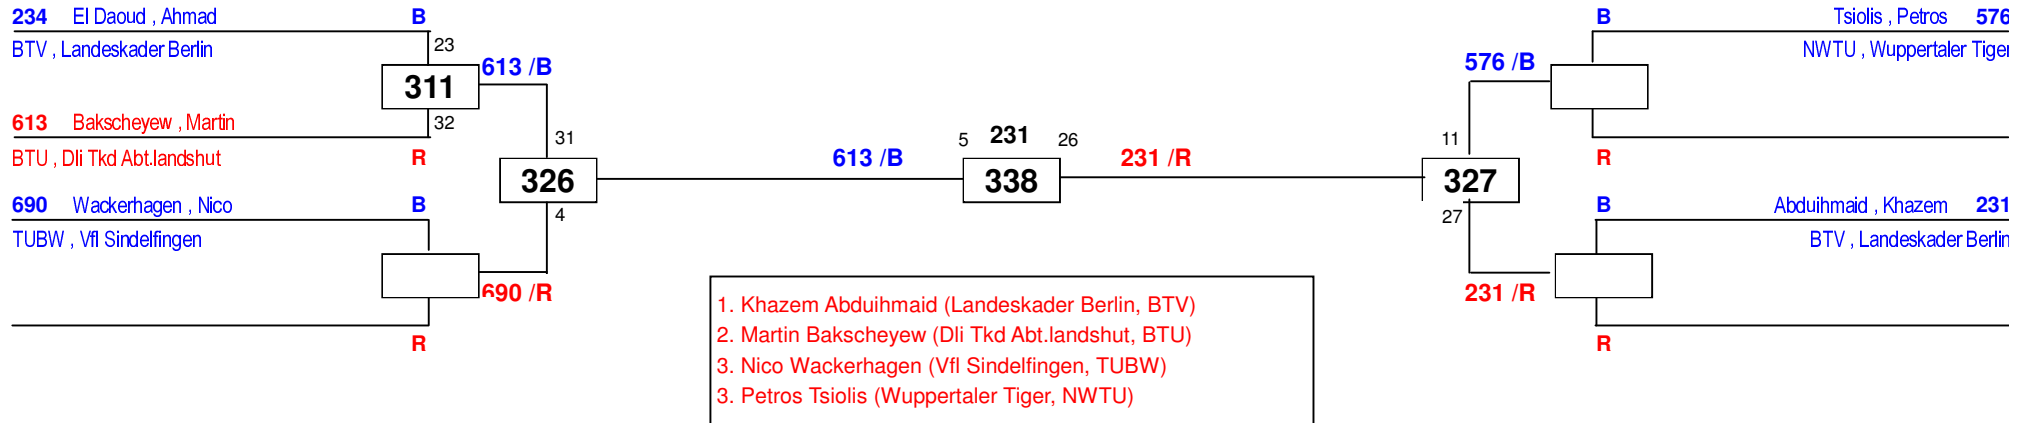 234 El Daoud , Ahmad B
BTV , Landeskader Berlin
23
311
613 /B
613 Bakscheyew , Martin
32
BTU , Dli Tkd Abt.landshut R
31
326
4
690 Wackerhagen , Nico B
TUBW , Vfl Sindelfingen
690 /R
R
613 /B
5 231 26
338
231 /R
B Tsiolis , Petros 576
NWTU , Wuppertaler Tiger
576 /B
R
11
327
27
B Abduihmaid , Khazem 231
BTV , Landeskader Berlin
231 /R
R
1. Khazem Abduihmaid (Landeskader Berlin, BTV)
2. Martin Bakscheyew (Dli Tkd Abt.landshut, BTU)
3. Nico Wackerhagen (Vfl Sindelfingen, TUBW)
3. Petros Tsiolis (Wuppertaler Tiger, NWTU)